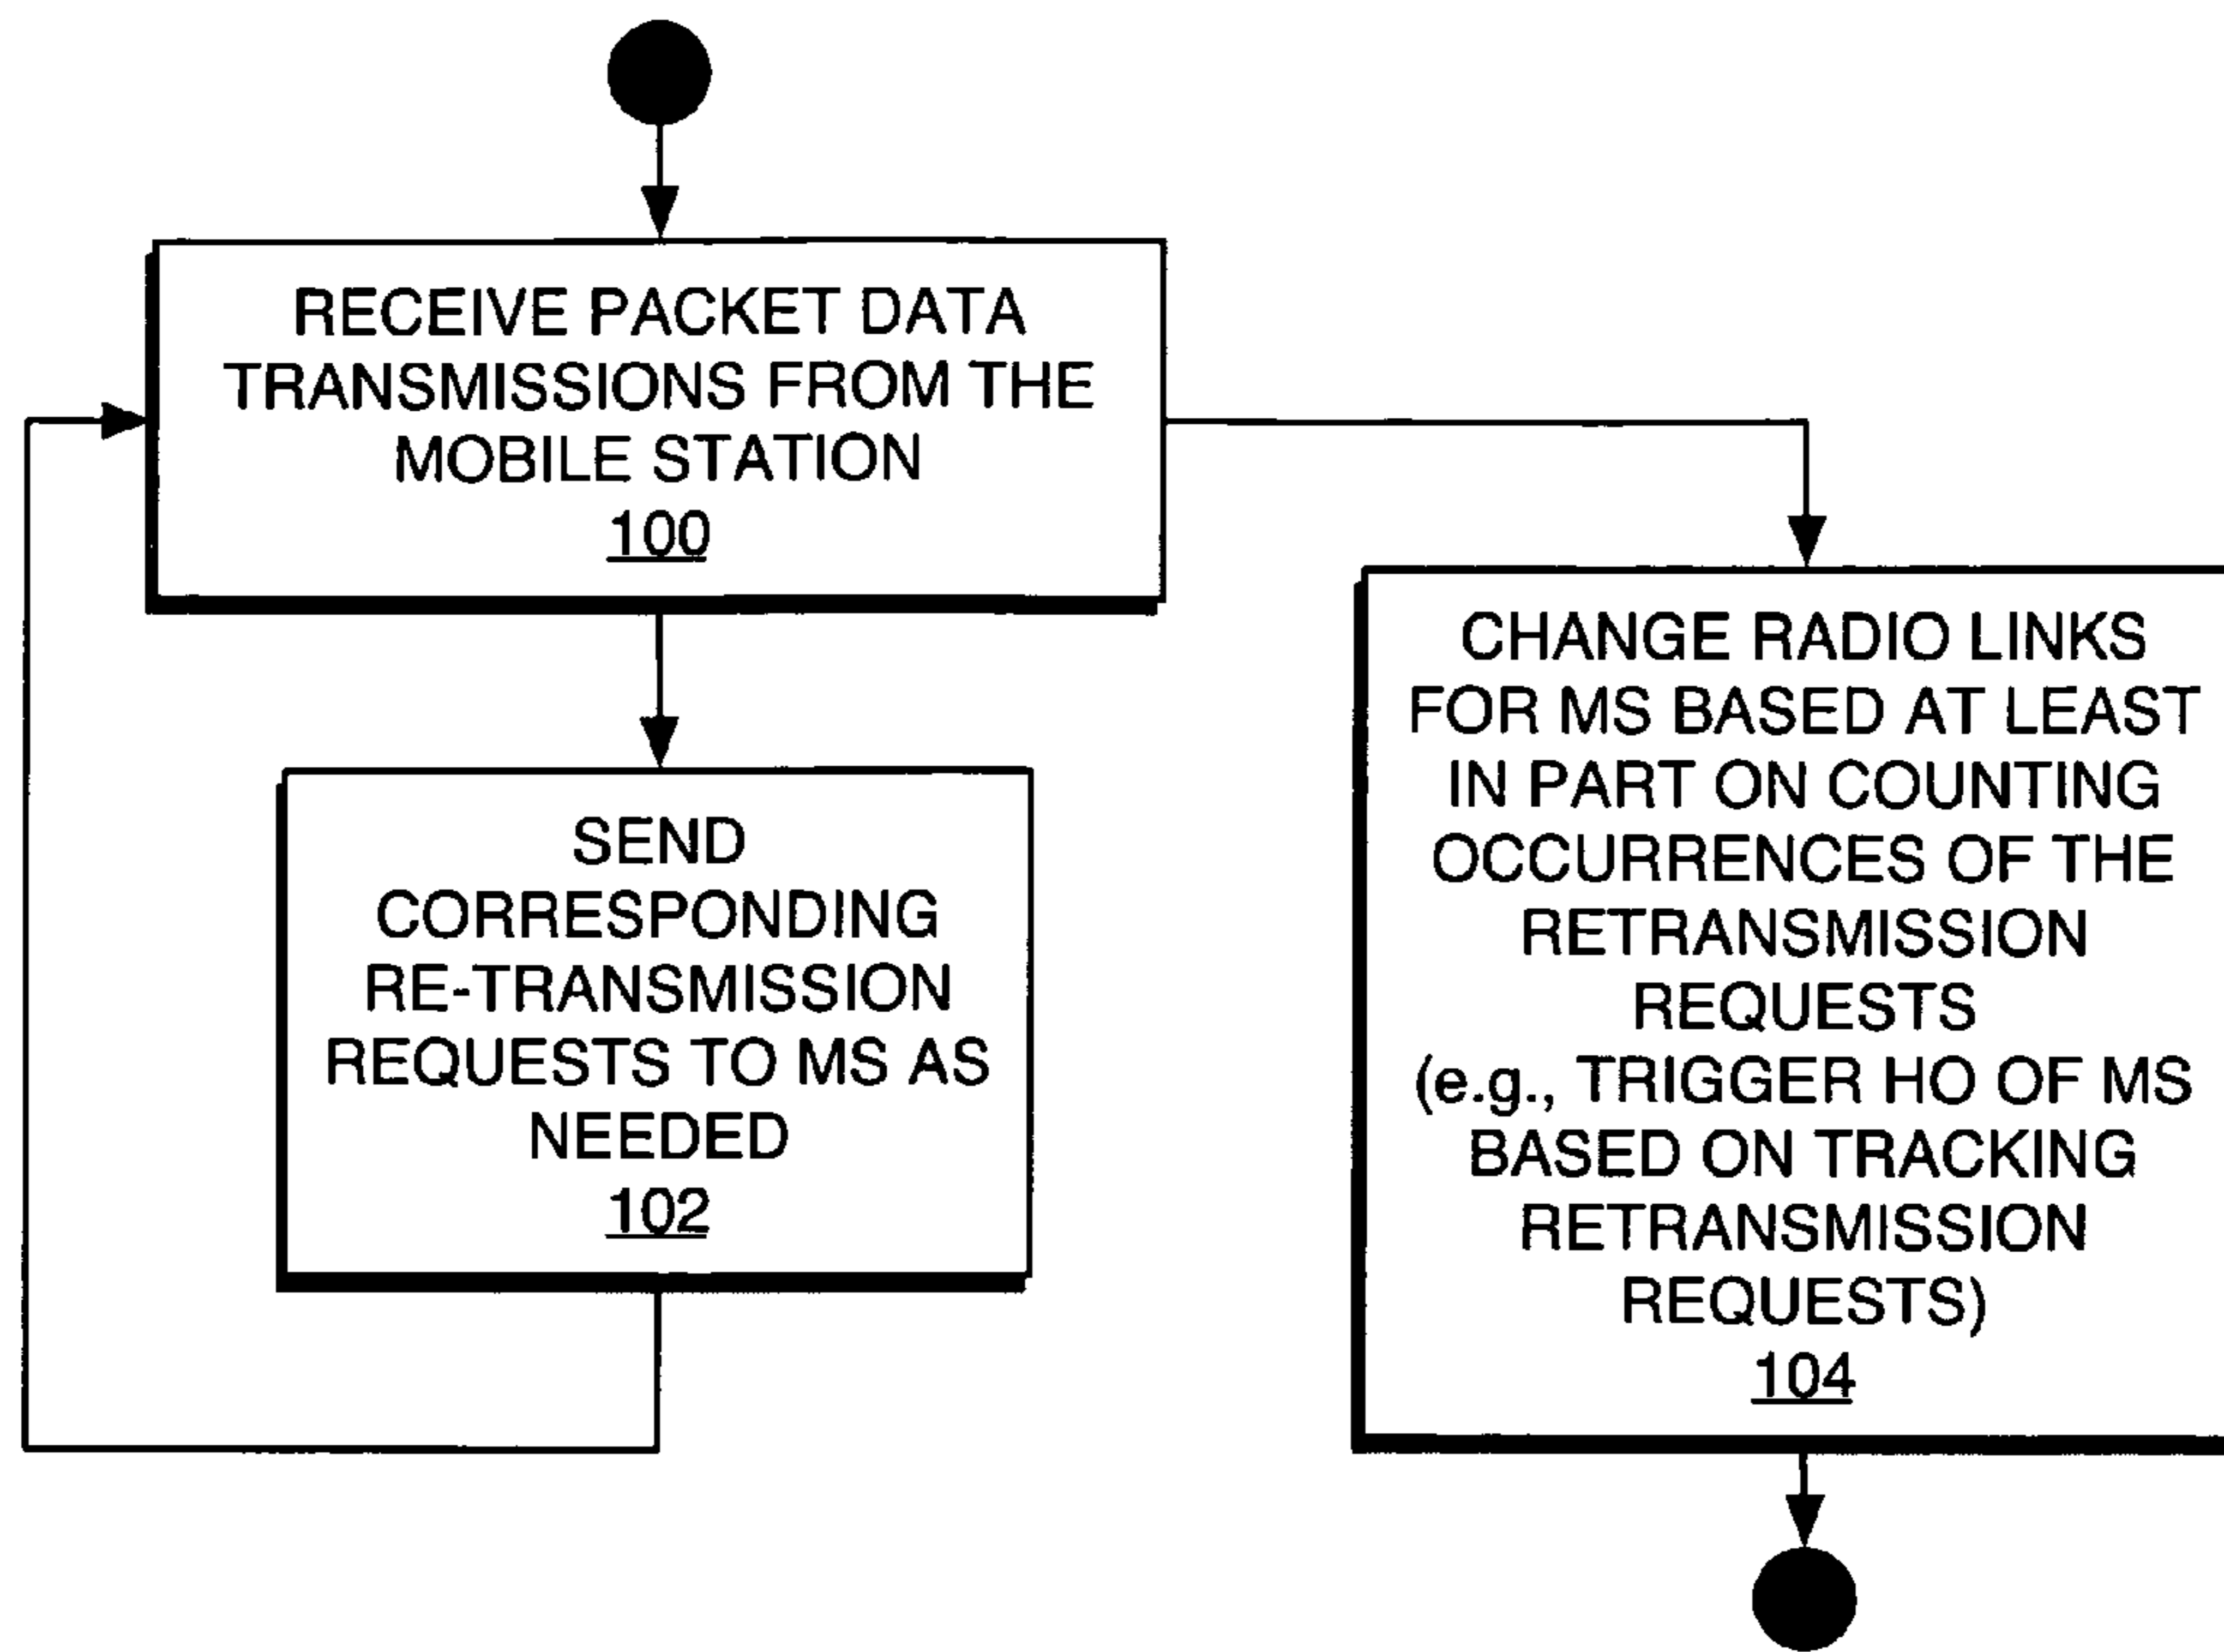 RECEIVE PACKET DATA
TRANSMISSIONS FROM THE
MOBILE STATION
100
SEND
CORRESPONDING
RE-TRANSMISSION
REQUESTS TO MS AS
NEEDED
102
CHANGE RADIO LINKS
FOR MS BASED AT LEAST
IN PART ON COUNTING
OCCURRENCES OF THE
RETRANSMISSION
REQUESTS
(e.g., TRIGGER HO OF MS
BASED ON TRACKING
RETRANSMISSION
REQUESTS)
104